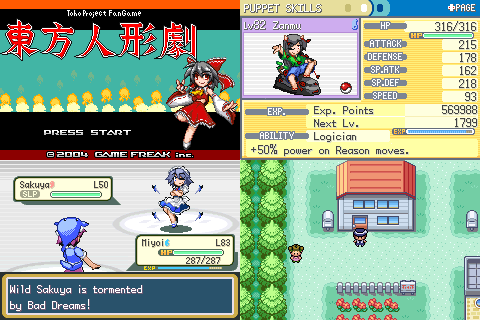 Toho Project FanGame
東方人形劇
PRESS START
© 2004 GAME FREAK inc.
PUPPET SKILLS
PAGE
Lv82 Zanmu
HP 316/316
HP
ATTACK 215
DEFENSE 178
SP.ATK 162
SP.DEF 218
SPEED 93
EXP. Exp. Points 569988
Next Lv. 1799
EXP
ABILITY Logician
+50% power on Reason moves.
Sakuya L50
SLP
Miyoi L83
HP
287/287
EXP
Wild Sakuya is tormented
by Bad Dreams!